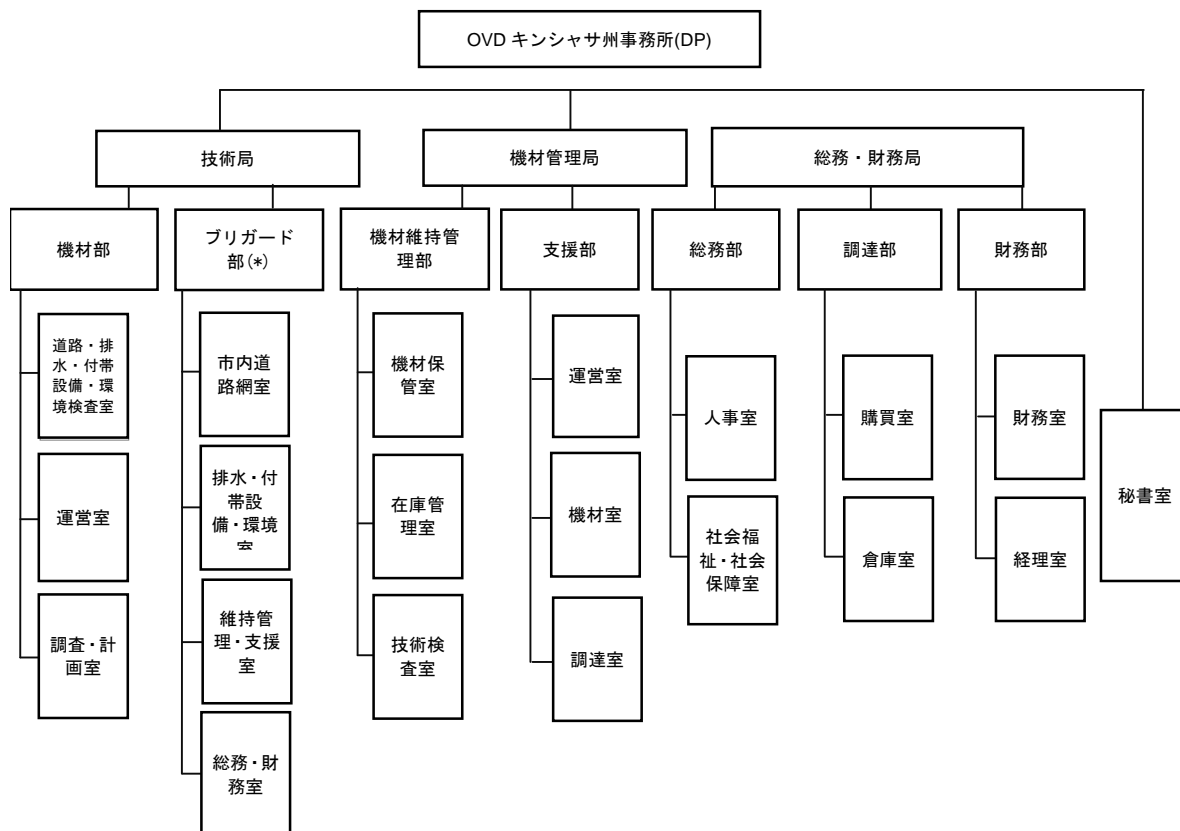 OVD キンシャサ州事務所(DP)
技術局
機材管理局
総務・財務局
機材部
ブリガード
部(*)
機材維持管
理部
支援部
総務部
調達部
財務部
道路・排
水・付帯
設備・環
境検査室
運営室
調査・計
画室
市内道
路網室
排水・付
帯設
備・環境
室
維持管
理・支援
室
総務・財
務室
機材保
管室
在庫管
理室
技術検
査室
運営室
機材室
調達室
人事室
社会福
祉・社会
保障室
購買室
倉庫室
財務室
経理室
秘書室